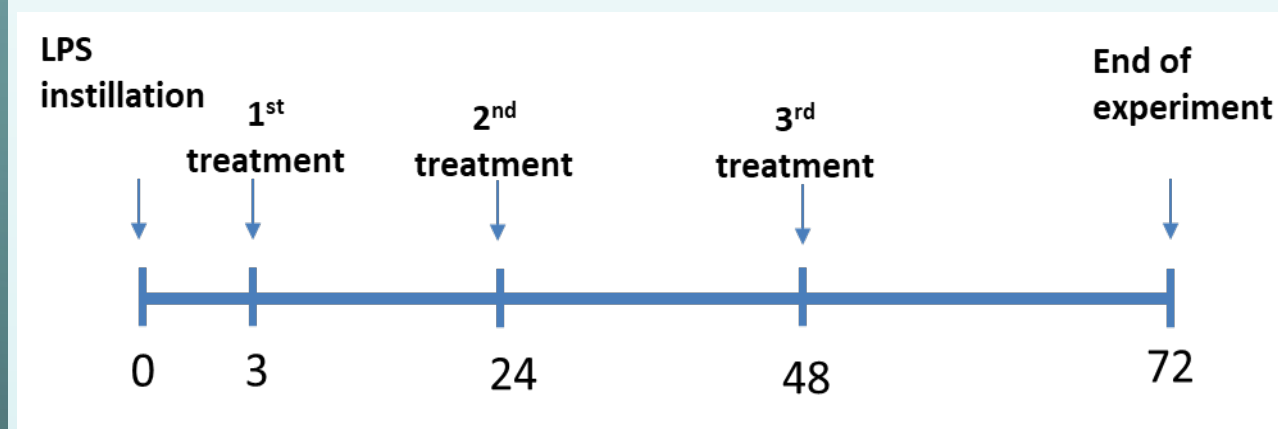 LPS
instillation
1st
treatment
2nd
treatment
3rd
treatment
End of
experiment
0 3 24 48 72